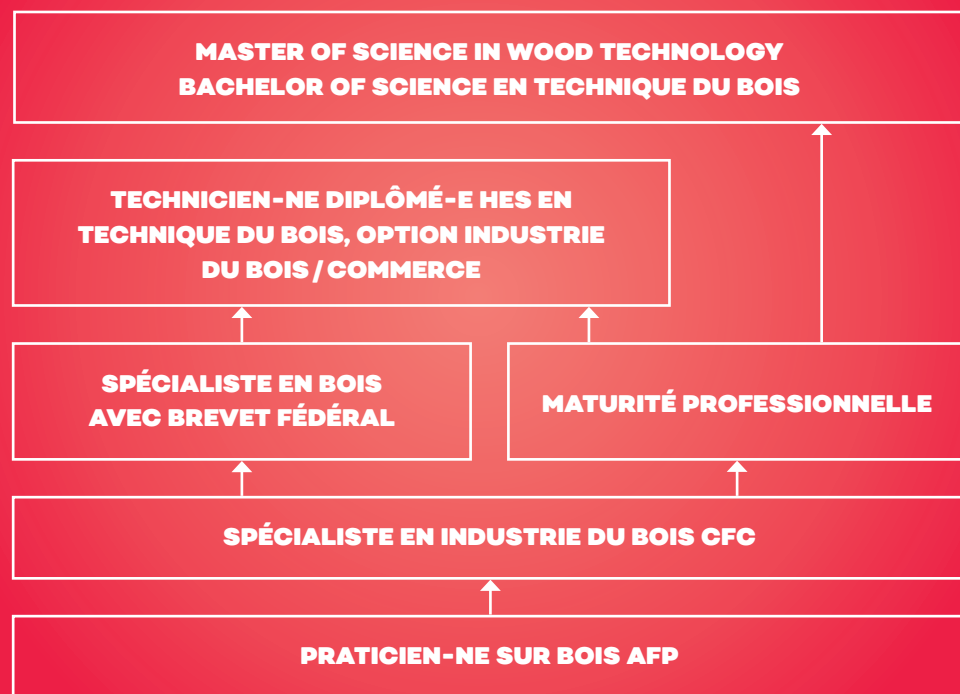 MASTER OF SCIENCE IN WOOD TECHNOLOGY
BACHELOR OF SCIENCE EN TECHNIQUE DU BOIS
TECHNICIEN-NE DIPLÔMÉ-E HES EN
TECHNIQUE DU BOIS, OPTION INDUSTRIE
DU BOIS / COMMERCE
SPÉCIALISTE EN BOIS
AVEC BREVET FÉDÉRAL
MATURITÉ PROFESSIONNELLE
SPÉCIALISTE EN INDUSTRIE DU BOIS CFC
PRATICIEN-NE SUR BOIS AFP